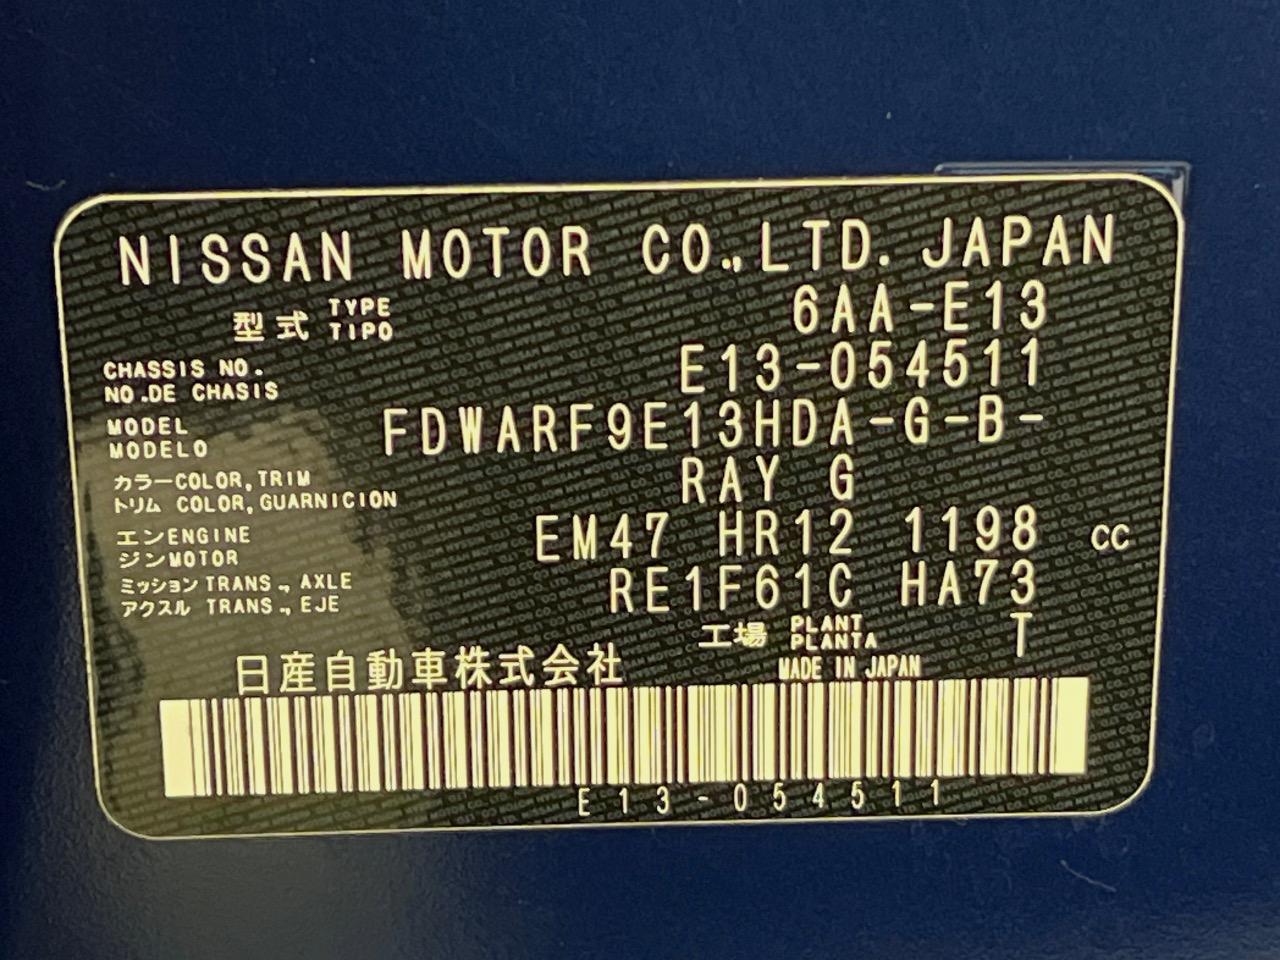 NISSAN MOTOR CO.,LTD. JAPAN
型式 TYPE TIPO 6AA-E13
CHASSIS NO.
NO.DE CHASIS E13-054511
MODEL
MODELO FDWARF9E13HDA-G-B-
カラーCOLOR,TRIM
トリム COLOR,GUARNICION RAY G
エンENGINE
ジンMOTOR EM47 HR12 1198 cc
ミッションTRANS.,AXLE
アクスル TRANS.,EJE RE1F61C HA73
工場 PLANT PLANTA T
日産自動車株式会社 MADE IN JAPAN
E13-054511